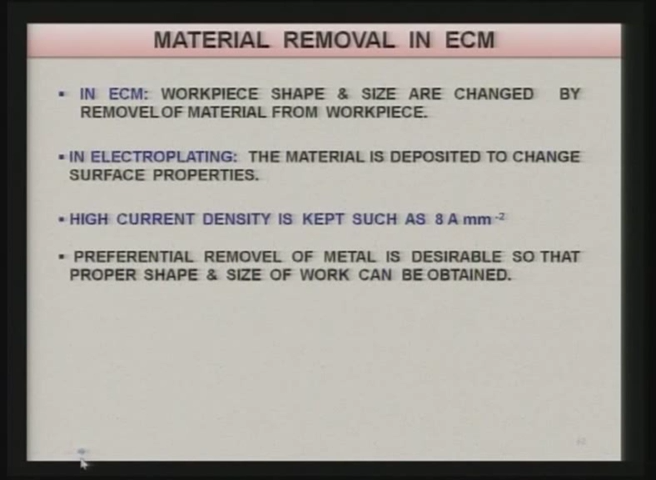 MATERIAL REMOVAL IN ECM
▪ IN ECM: WORKPIECE SHAPE & SIZE ARE CHANGED BY
REMOVEL OF MATERIAL FROM WORKPIECE.
▪ IN ELECTROPLATING: THE MATERIAL IS DEPOSITED TO CHANGE
SURFACE PROPERTIES.
▪ HIGH CURRENT DENSITY IS KEPT SUCH AS 8 A mm⁻²
▪ PREFERENTIAL REMOVEL OF METAL IS DESIRABLE SO THAT
PROPER SHAPE & SIZE OF WORK CAN BE OBTAINED.